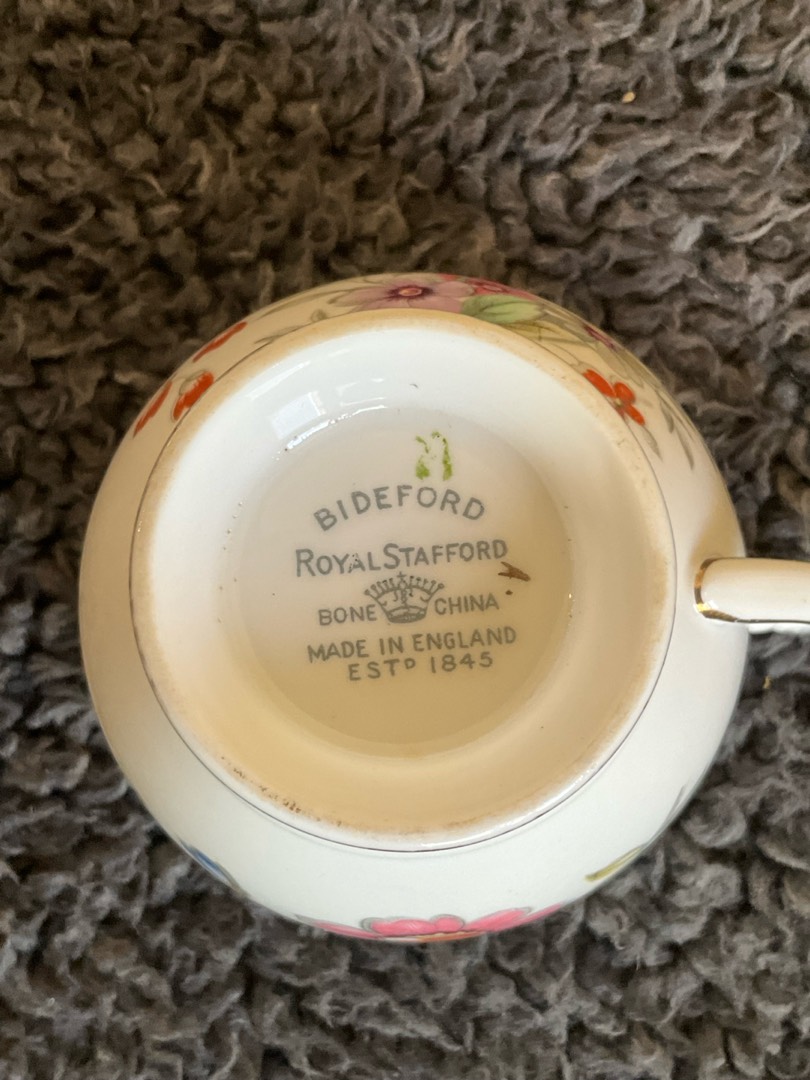 BIDEFORD
ROYAL STAFFORD
BONE CHINA
MADE IN ENGLAND
ESTD 1845